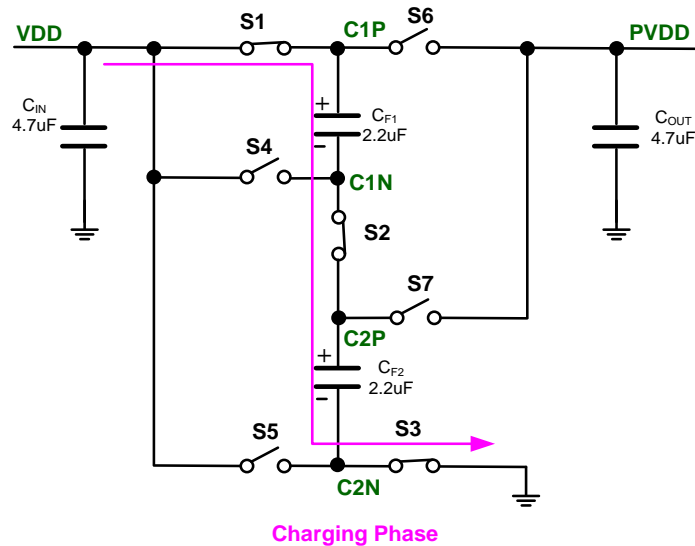 S1
S6
VDD
C1P
PVDD
CIN
4.7uF
+
CF1
2.2uF
-
COUT
4.7uF
S4
C1N
S2
S7
C2P
+
CF2
2.2uF
-
S5
S3
C2N
Charging Phase